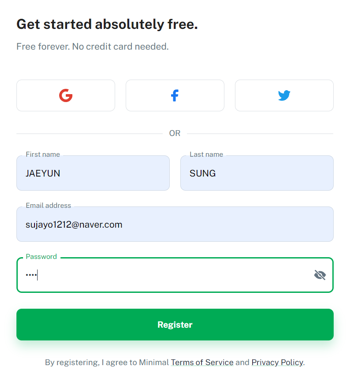 Get started absolutely free.
Free forever. No credit card needed.
OR
First name
Last name
JAEYUN
SUNG
Email address
sujayo1212@naver.com
Password
••••
Register
By registering, I agree to Minimal Terms of Service and Privacy Policy.